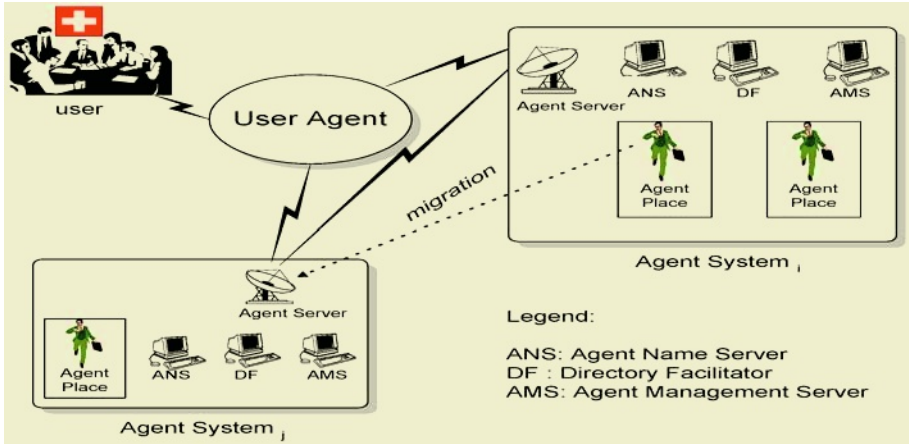 user
User Agent
Agent Server
ANS
DF
AMS
Agent
Place
Agent
Place
Agent System i
migration
Agent Server
Agent
Place
ANS
DF
AMS
Agent System j
Legend:
ANS: Agent Name Server
DF : Directory Facilitator
AMS: Agent Management Server